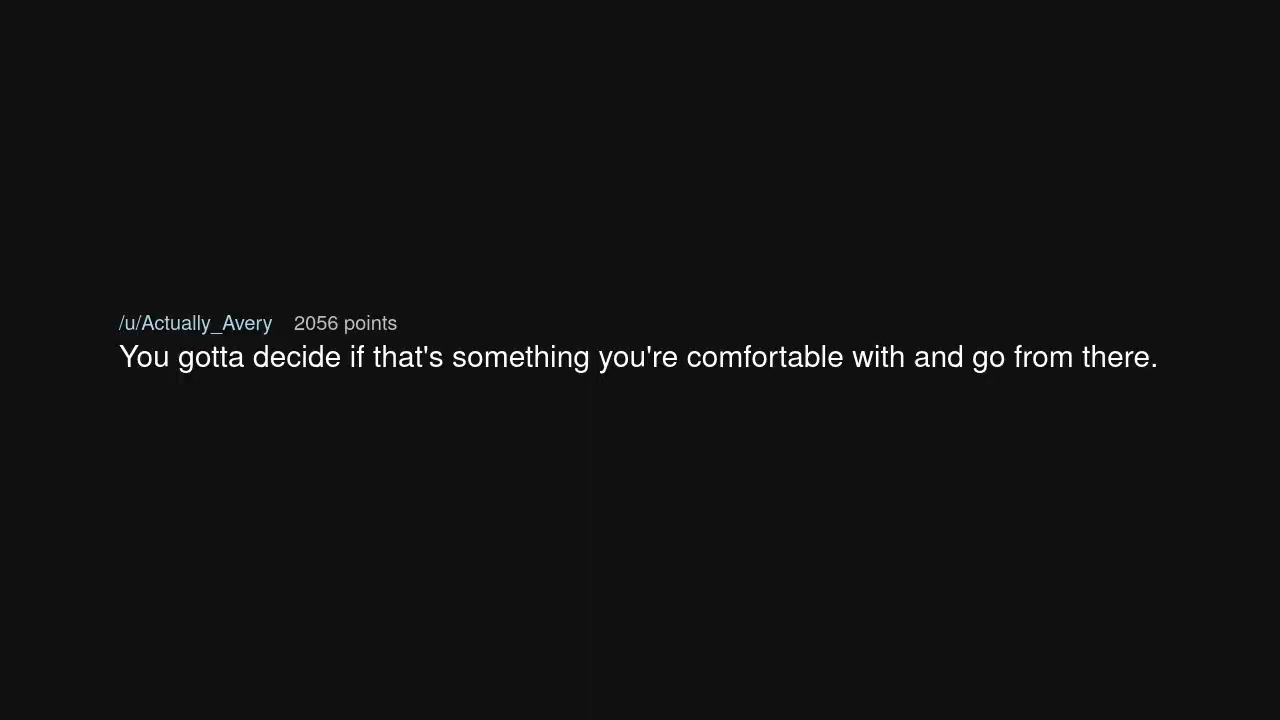 /u/Actually_Avery 2056 points
You gotta decide if that's something you're comfortable with and go from there.